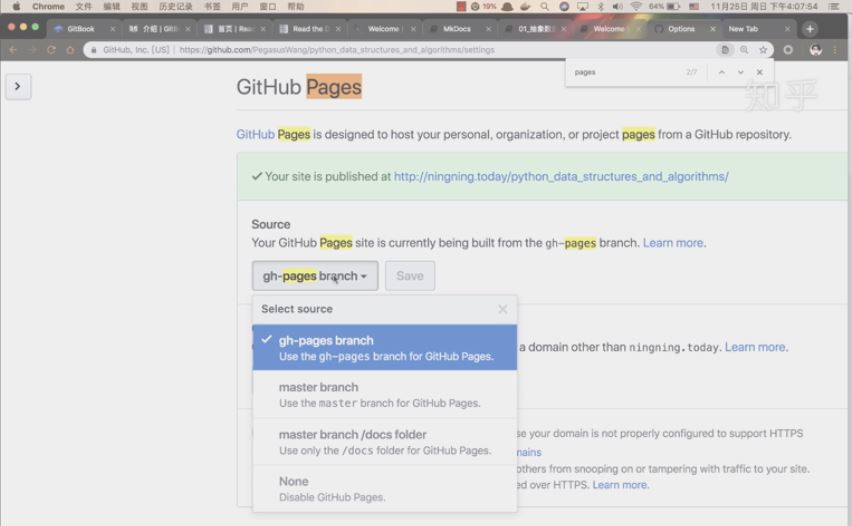 Chrome 文件 编辑 视图 历史记录 书签 用户 窗口 帮助
19%
64%
11月25日 周日 下午4:07:54
GitBook
介绍 | GitB
首页 | Rea
Read the D
Welcome
MkDocs
01_抽象数
Welcome
Options
New Tab
GitHub, Inc. [US] | https://github.com/PegasusWang/python_data_structures_and_algorithms/settings
pages 2/7
知乎
GitHub Pages
GitHub Pages is designed to host your personal, organization, or project pages from a GitHub repository.
Your site is published at http://ningning.today/python_data_structures_and_algorithms/
Source
Your GitHub Pages site is currently being built from the gh-pages branch. Learn more.
gh-pages branch
Save
Select source
gh-pages branch
Use the gh-pages branch for GitHub Pages.
a domain other than ningning.today. Learn more.
master branch
Use the master branch for GitHub Pages.
master branch /docs folder
se your domain is not properly configured to support HTTPS
Use only the /docs folder for GitHub Pages.
mains
others from snooping on or tampering with traffic to your site.
None
ed over HTTPS. Learn more.
Disable GitHub Pages.